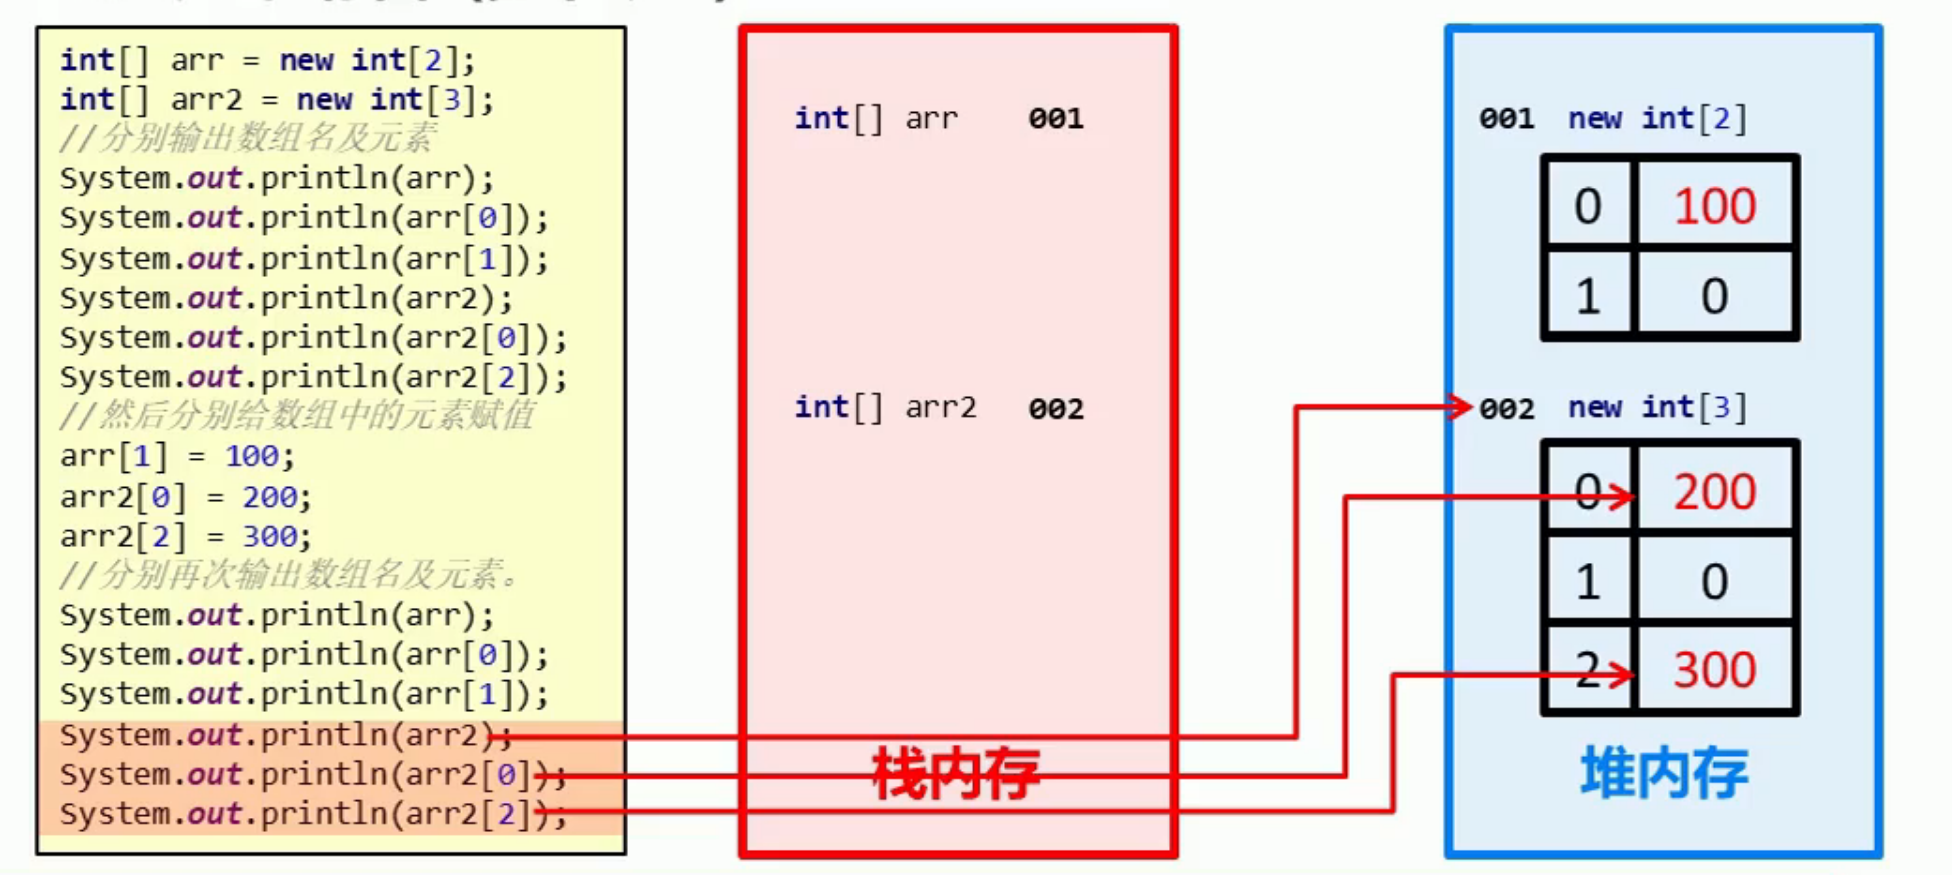 int[] arr = new int[2];
int[] arr2 = new int[3];
//分别输出数组名及元素
System.out.println(arr);
System.out.println(arr[0]);
System.out.println(arr[1]);
System.out.println(arr2);
System.out.println(arr2[0]);
System.out.println(arr2[2]);
//然后分别给数组中的元素赋值
arr[1] = 100;
arr2[0] = 200;
arr2[2] = 300;
//分别再次输出数组名及元素。
System.out.println(arr);
System.out.println(arr[0]);
System.out.println(arr[1]);
System.out.println(arr2);
System.out.println(arr2[0]);
System.out.println(arr2[2]);
int[] arr 001
int[] arr2 002
栈内存
001 new int[2]
0 100
1 0
002 new int[3]
0 200
1 0
2 300
堆内存